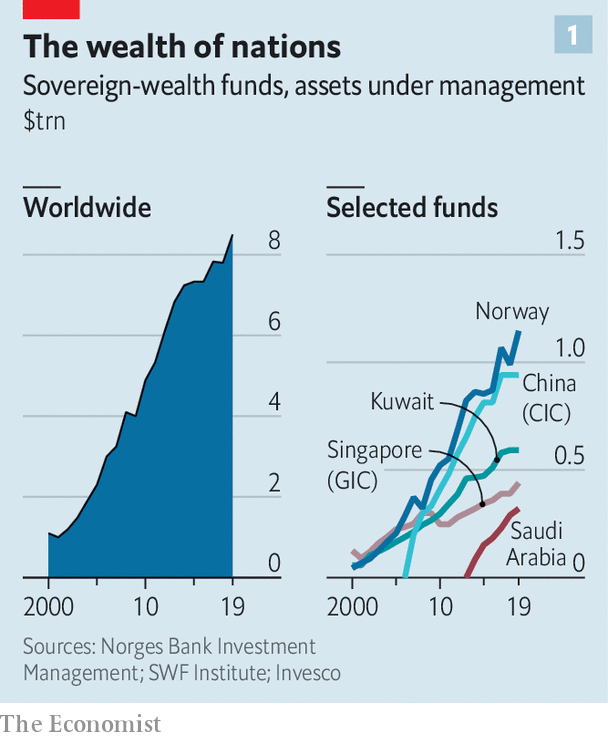 1
The wealth of nations
Sovereign-wealth funds, assets under management
$trn
Worldwide
8
6
4
2
0
2000
10
19
Selected funds
1.5
Norway
1.0
China
(CIC)
Kuwait
Singapore
(GIC)
0.5
Saudi
Arabia
0
2000
10
19
Sources: Norges Bank Investment
Management; SWF Institute; Invesco
The Economist